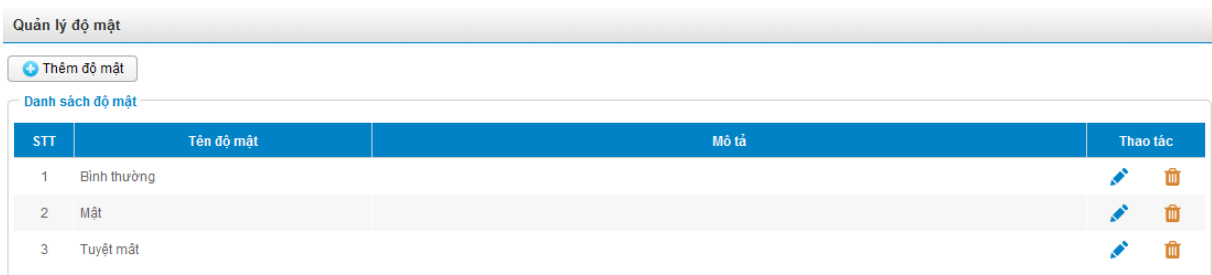 Quản lý độ mật
Thêm độ mật
Danh sách độ mật
STT Tên độ mật Mô tả Thao tác
1 Bình thường
2 Mật
3 Tuyệt mât